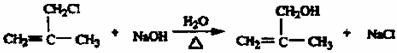 CH₂Cl CH₂OH
CH₂=C—CH₃ + NaOH H₂O △ CH₂=C—CH₃ + NaCl